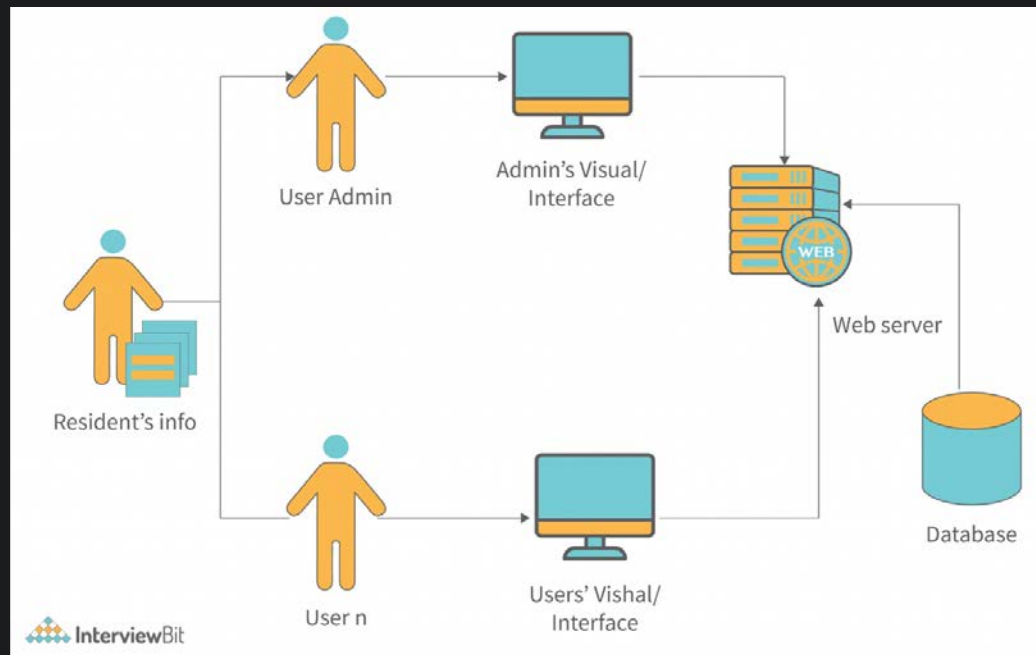 User Admin
Admin's Visual/
Interface
WEB
Web server
Resident's info
Database
User n
Users' Vishal/
Interface
InterviewBit